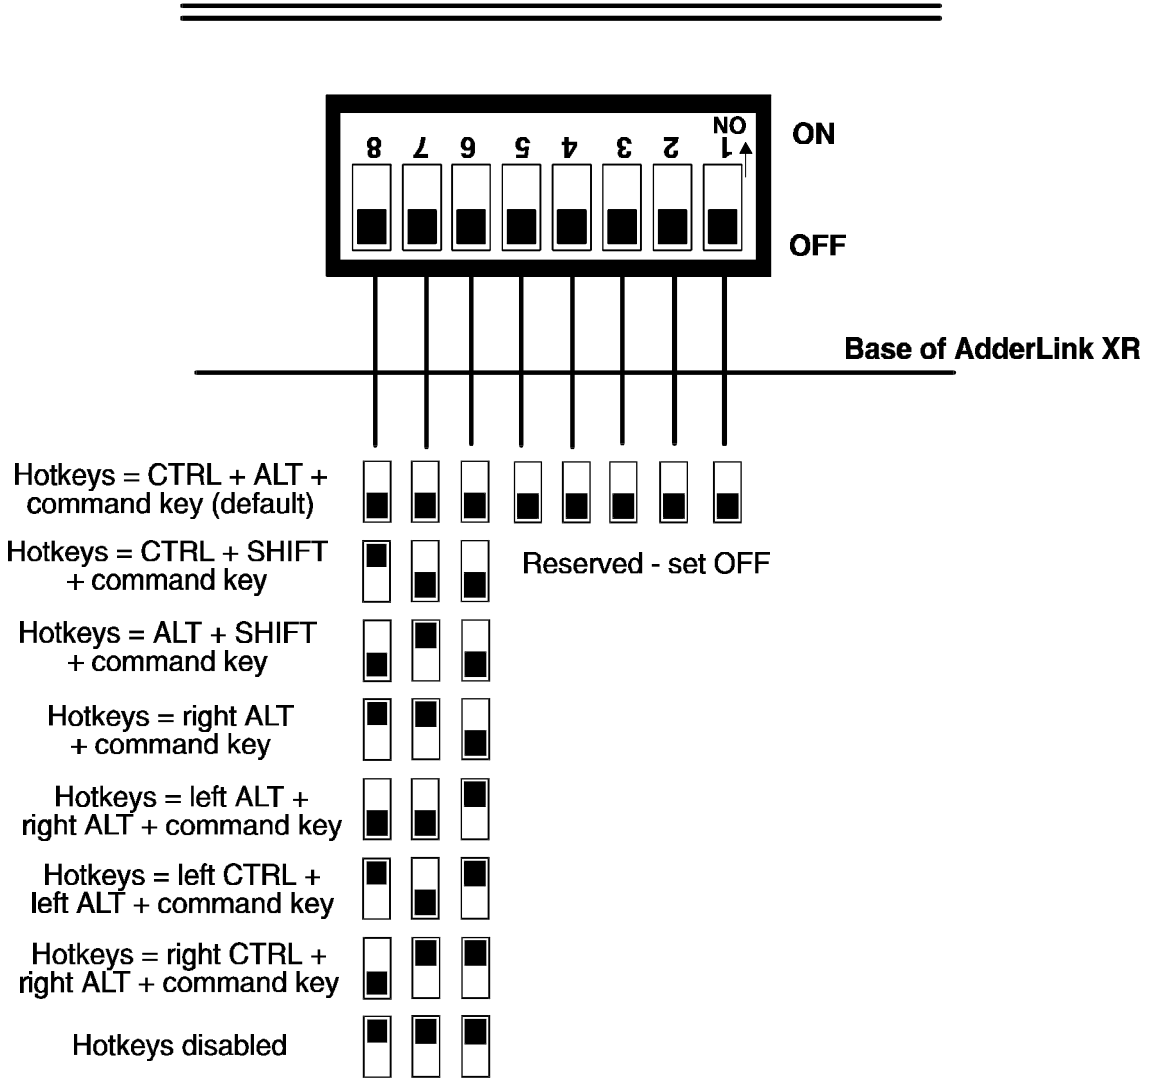 ON
8 7 6 5 4 3 2 1
ON
OFF
Base of AdderLink XR
Hotkeys = CTRL + ALT +
command key (default)
Hotkeys = CTRL + SHIFT
+ command key
Reserved - set OFF
Hotkeys = ALT + SHIFT
+ command key
Hotkeys = right ALT
+ command key
Hotkeys = left ALT +
right ALT + command key
Hotkeys = left CTRL +
left ALT + command key
Hotkeys = right CTRL +
right ALT + command key
Hotkeys disabled